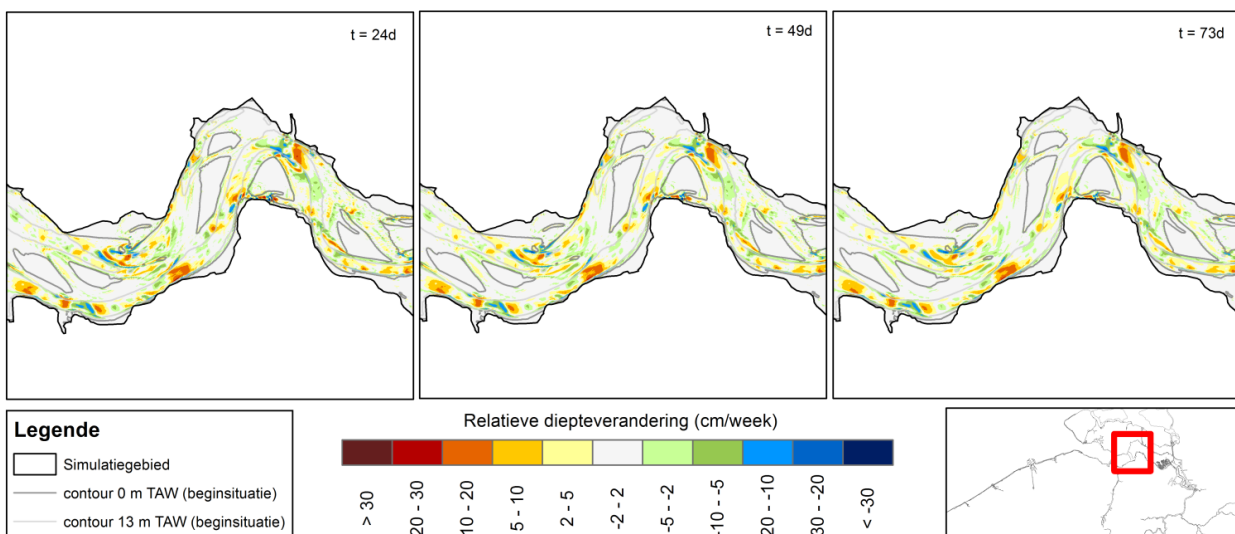 t = 24d
t = 49d
t = 73d
Legende
Simulatiegebied
contour 0 m TAW (beginsituatie)
contour 13 m TAW (beginsituatie)
Relatieve diepteverandering (cm/week)
> 30
20 - 30
10 - 20
5 - 10
2 - 5
-2 - 2
-5 - -2
-10 - -5
20 - -10
30 - -20
< -30